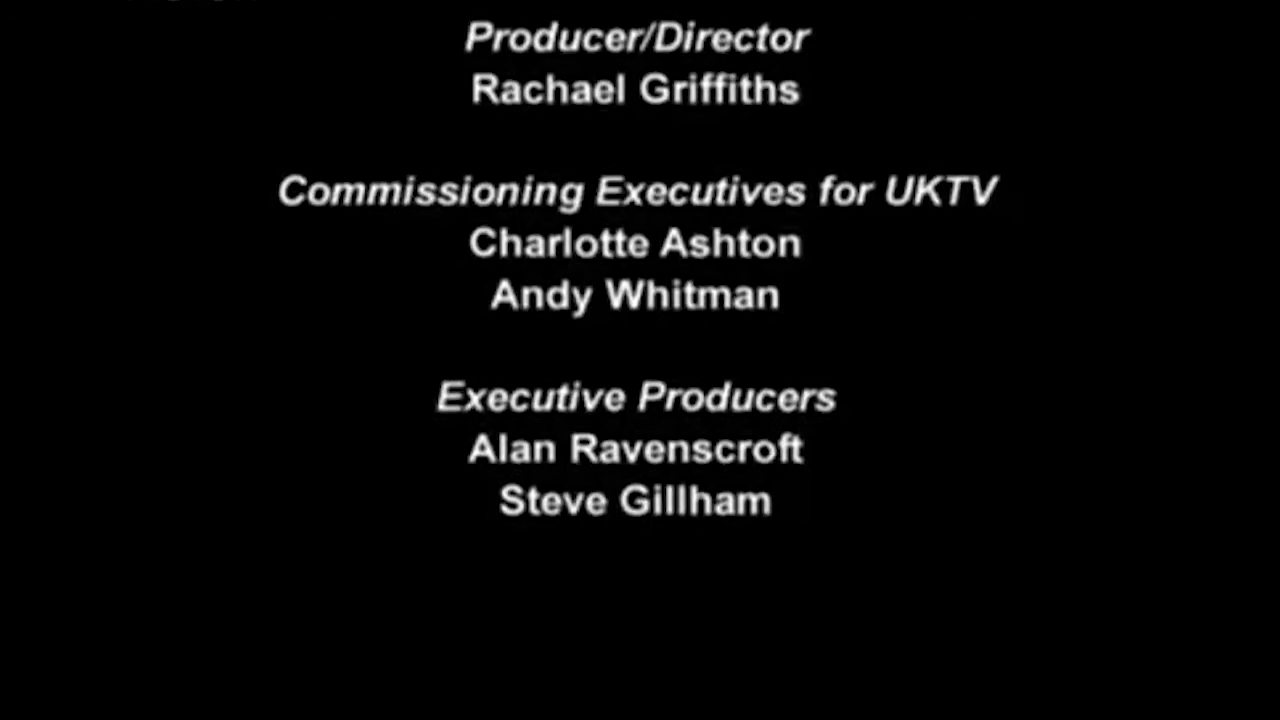 Producer/Director
Rachael Griffiths
Commissioning Executives for UKTV
Charlotte Ashton
Andy Whitman
Executive Producers
Alan Ravenscroft
Steve Gillham